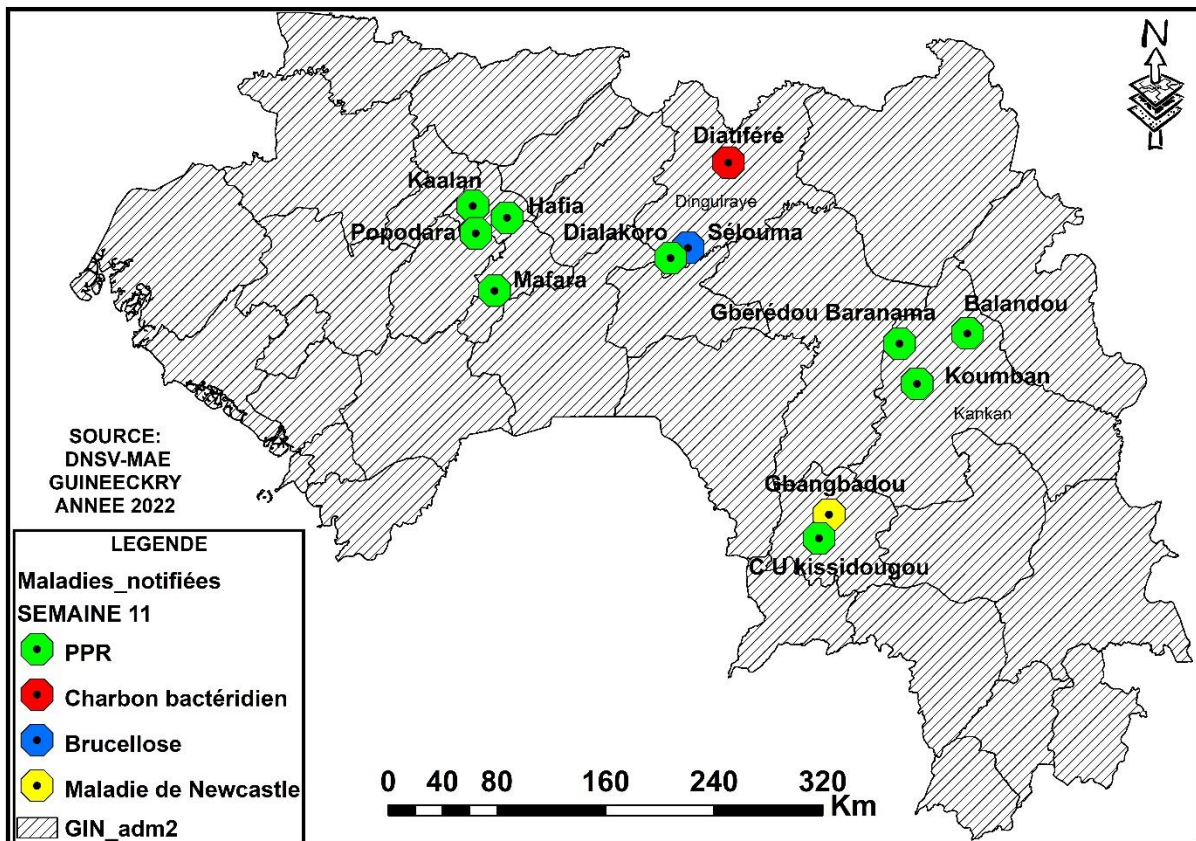 N
Diatiféré
Kaalan
Hafia
Dinguiraye
Popodara
Dialakoro
Sélouma
Mafara
Gberédou Baranama
Balandou
Koumban
Kankan
Gbangbadou
C U kissidougou
SOURCE:
DNSV-MAE
GUINEECKRY
ANNEE 2022
LEGENDE
Maladies_notifiées
SEMAINE 11
PPR
Charbon bactéridien
Brucellose
Maladie de Newcastle
GIN_adm2
0 40 80 160 240 320
Km